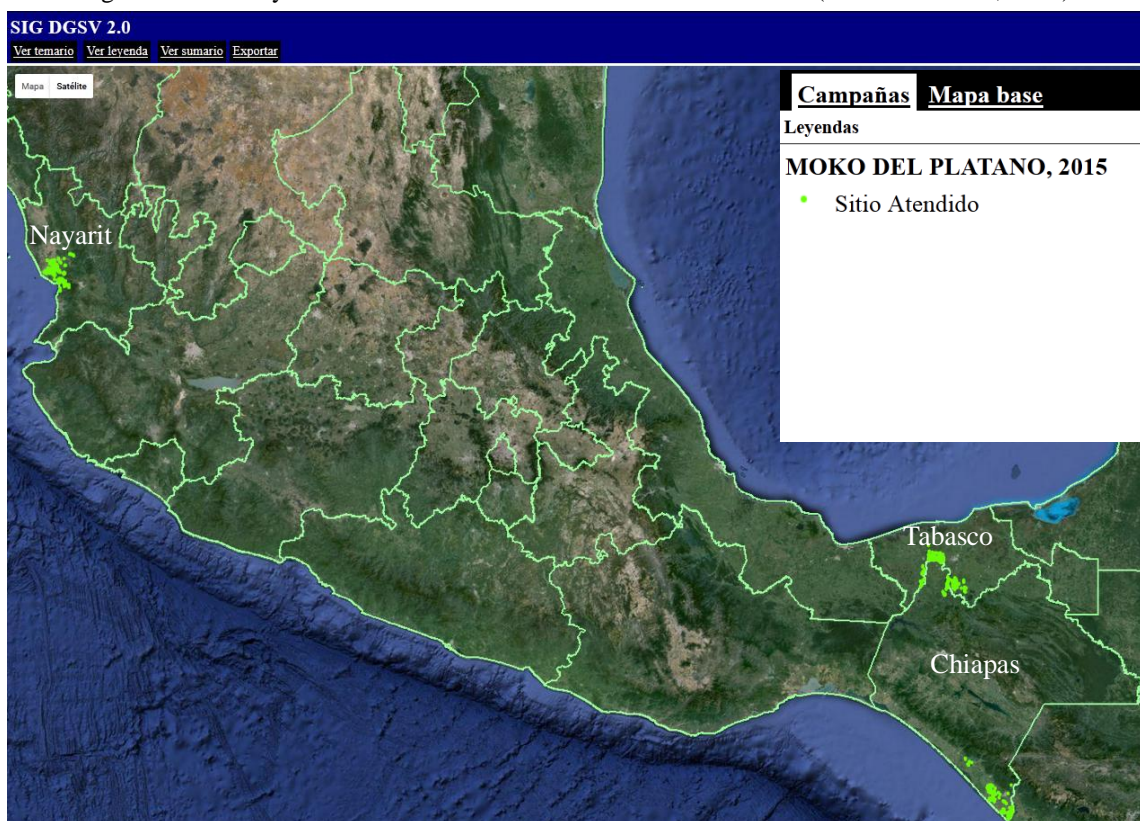 SIG DGSV 2.0
Ver temario Ver leyenda Ver sumario Exportar
Mapa Satélite
Campañas Mapa base
Leyendas
MOKO DEL PLATANO, 2015
Sitio Atendido
Nayarit
Tabasco
Chiapas